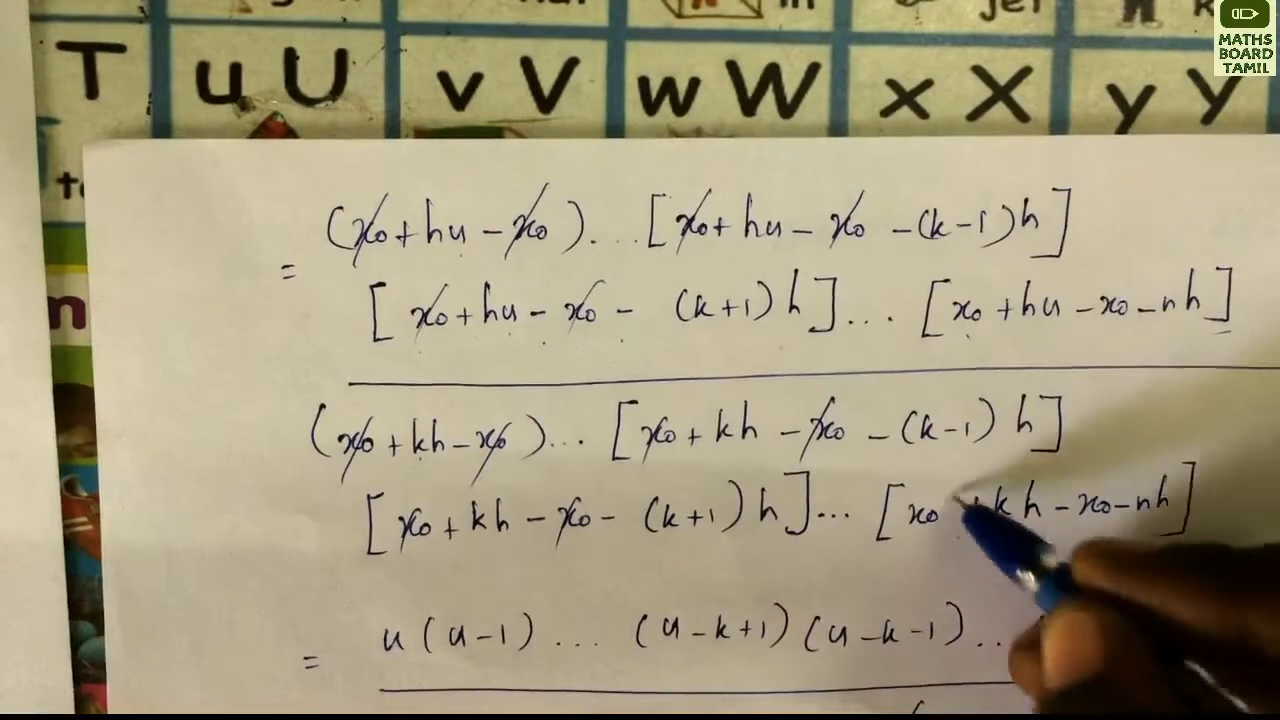 jet
MATHS
BOARD
TAMIL
T u U v V w W x X y Y
(x₀+hu-x₀)...[x₀+hu-x₀-(k-1)h]
=
[x₀+hu-x₀-(k+1)h]...[x₀+hu-x₀-nh]
(x₀+kh-x₀)...[x₀+kh-x₀-(k-1)h]
[x₀+kh-x₀-(k+1)h]...[x₀+kh-x₀-nh]
= u(u-1)...(u-k+1)(u-k-1)...